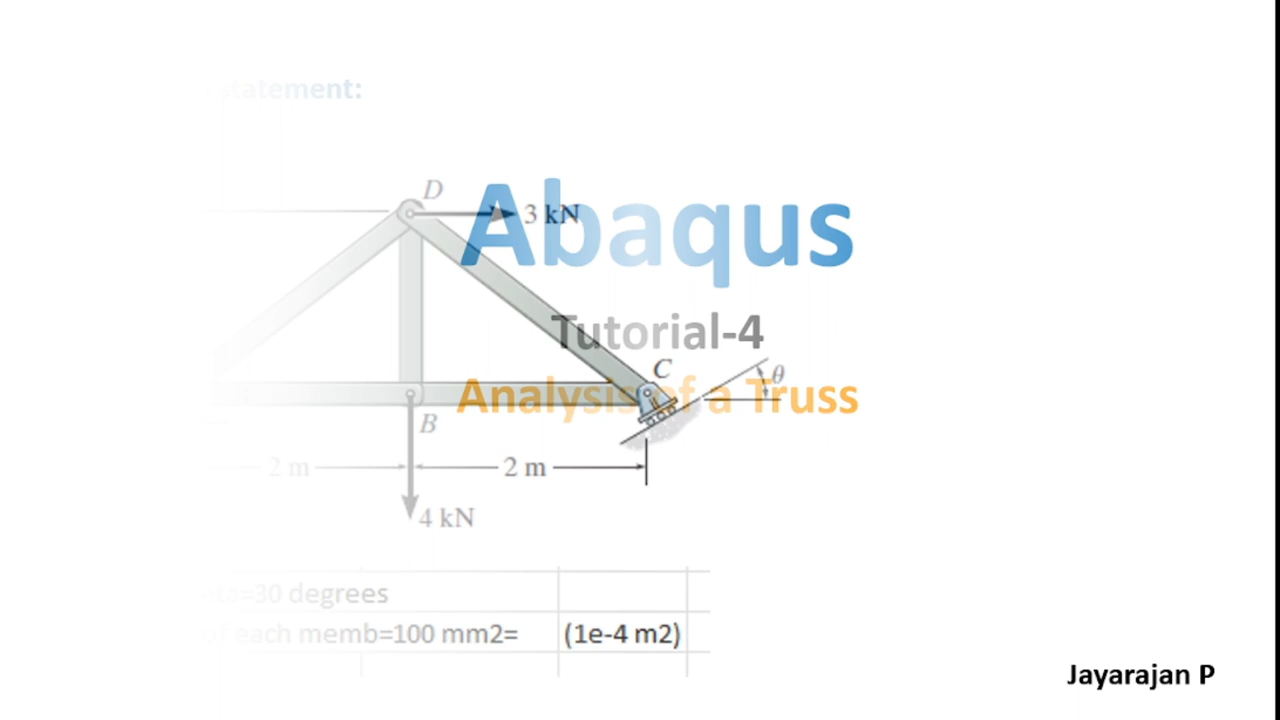 statement:
D
3 kN
Abaqus
Tutorial-4
C
θ
Analysis of a Truss
B
2 m
2 m
4 kN
=30 degrees
of each memb=100 mm2= (1e-4 m2)
Jayarajan P